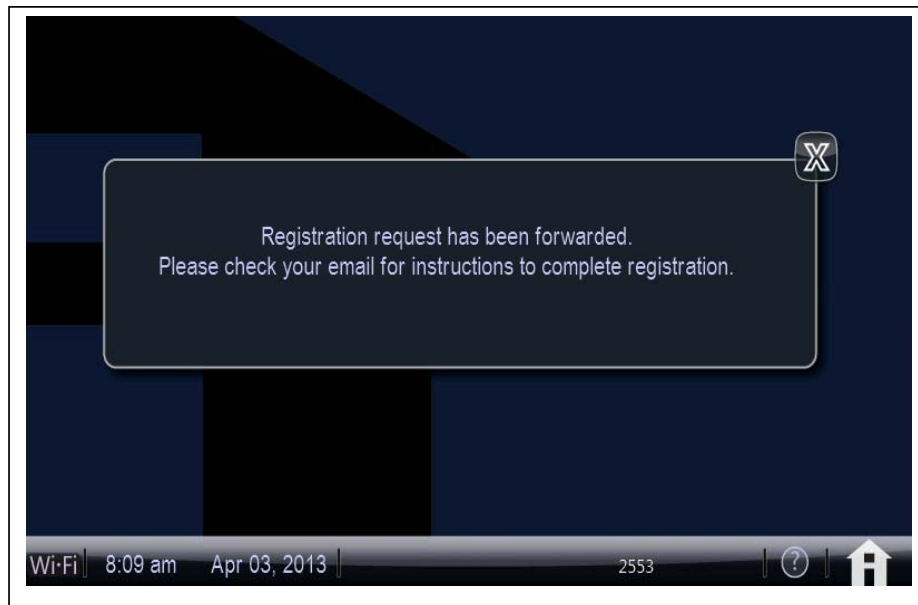 X
Registration request has been forwarded.
Please check your email for instructions to complete registration.
Wi-Fi 8:09 am Apr 03, 2013 2553 ?